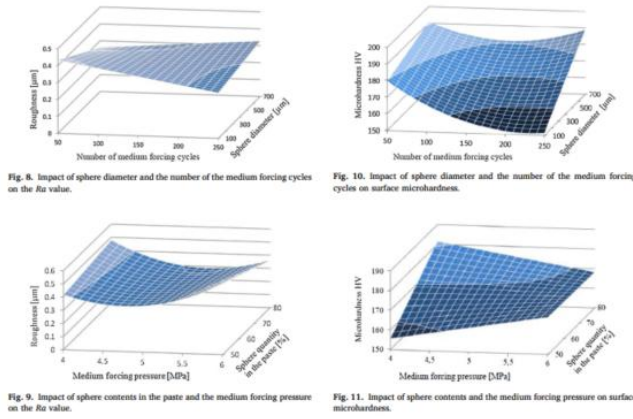 0.5
0.4
0.3
0.2
0.1
0
Roughness [µm]
50
100
150
200
250
Number of medium forcing cycles
100
300
500
700
Sphere diameter [µm]
Fig. 8. Impact of sphere diameter and the number of the medium forcing cycles
on the Ra value.
200
190
180
170
160
150
Microhardness HV
50
100
150
200
250
Number of medium forcing cycles
100
300
500
700
Sphere diameter [µm]
Fig. 10. Impact of sphere diameter and the number of the medium forcing
cycles on surface microhardness.
0.6
0.5
0.4
0.3
0.2
0.1
0
Roughness [µm]
4
4,5
5
5.5
6
Medium forcing pressure [MPa]
50
60
70
80
Sphere quantity
in the paste [%]
Fig. 9. Impact of sphere contents in the paste and the medium forcing pressure
on the Ra value.
190
180
170
160
150
Microhardness HV
4
4,5
5
5,5
6
Medium forcing pressure [MPa]
50
60
70
80
Sphere quantity
in the paste [%]
Fig. 11. Impact of sphere contents and the medium forcing pressure on surface
microhardness.